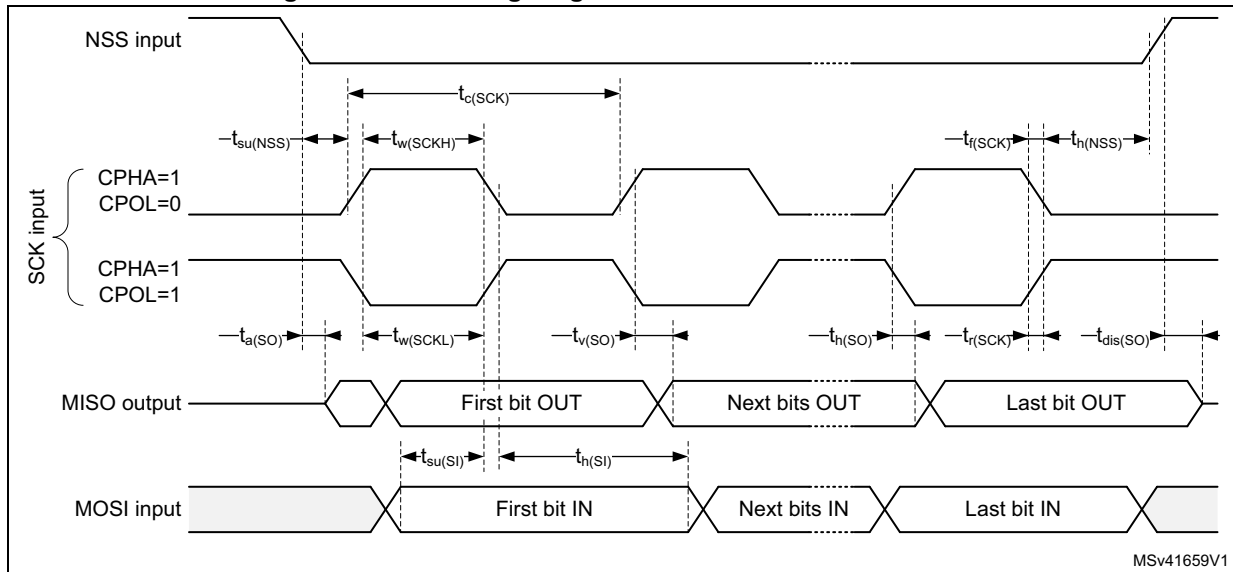 NSS input
tc(SCK)
tsu(NSS)
tw(SCKH)
tf(SCK)
th(NSS)
SCK input
CPHA=1
CPOL=0
CPHA=1
CPOL=1
ta(SO)
tw(SCKL)
tv(SO)
th(SO)
tr(SCK)
tdis(SO)
MISO output
First bit OUT
Next bits OUT
Last bit OUT
tsu(SI)
th(SI)
MOSI input
First bit IN
Next bits IN
Last bit IN
MSv41659V1